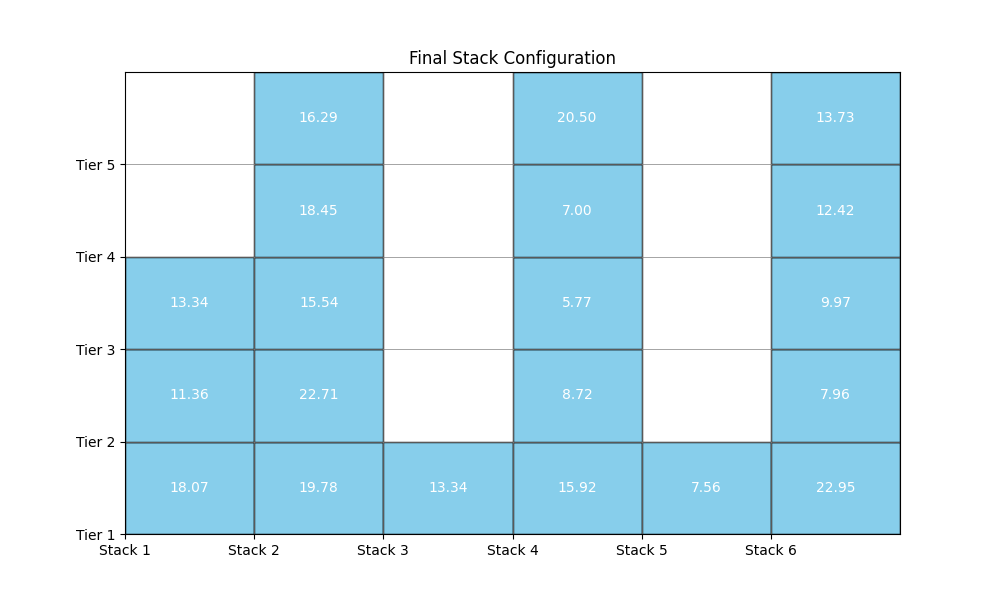 Final Stack Configuration
16.29 20.50 13.73
Tier 5
18.45 7.00 12.42
Tier 4
13.34 15.54 5.77 9.97
Tier 3
11.36 22.71 8.72 7.96
Tier 2
18.07 19.78 13.34 15.92 7.56 22.95
Tier 1
Stack 1 Stack 2 Stack 3 Stack 4 Stack 5 Stack 6